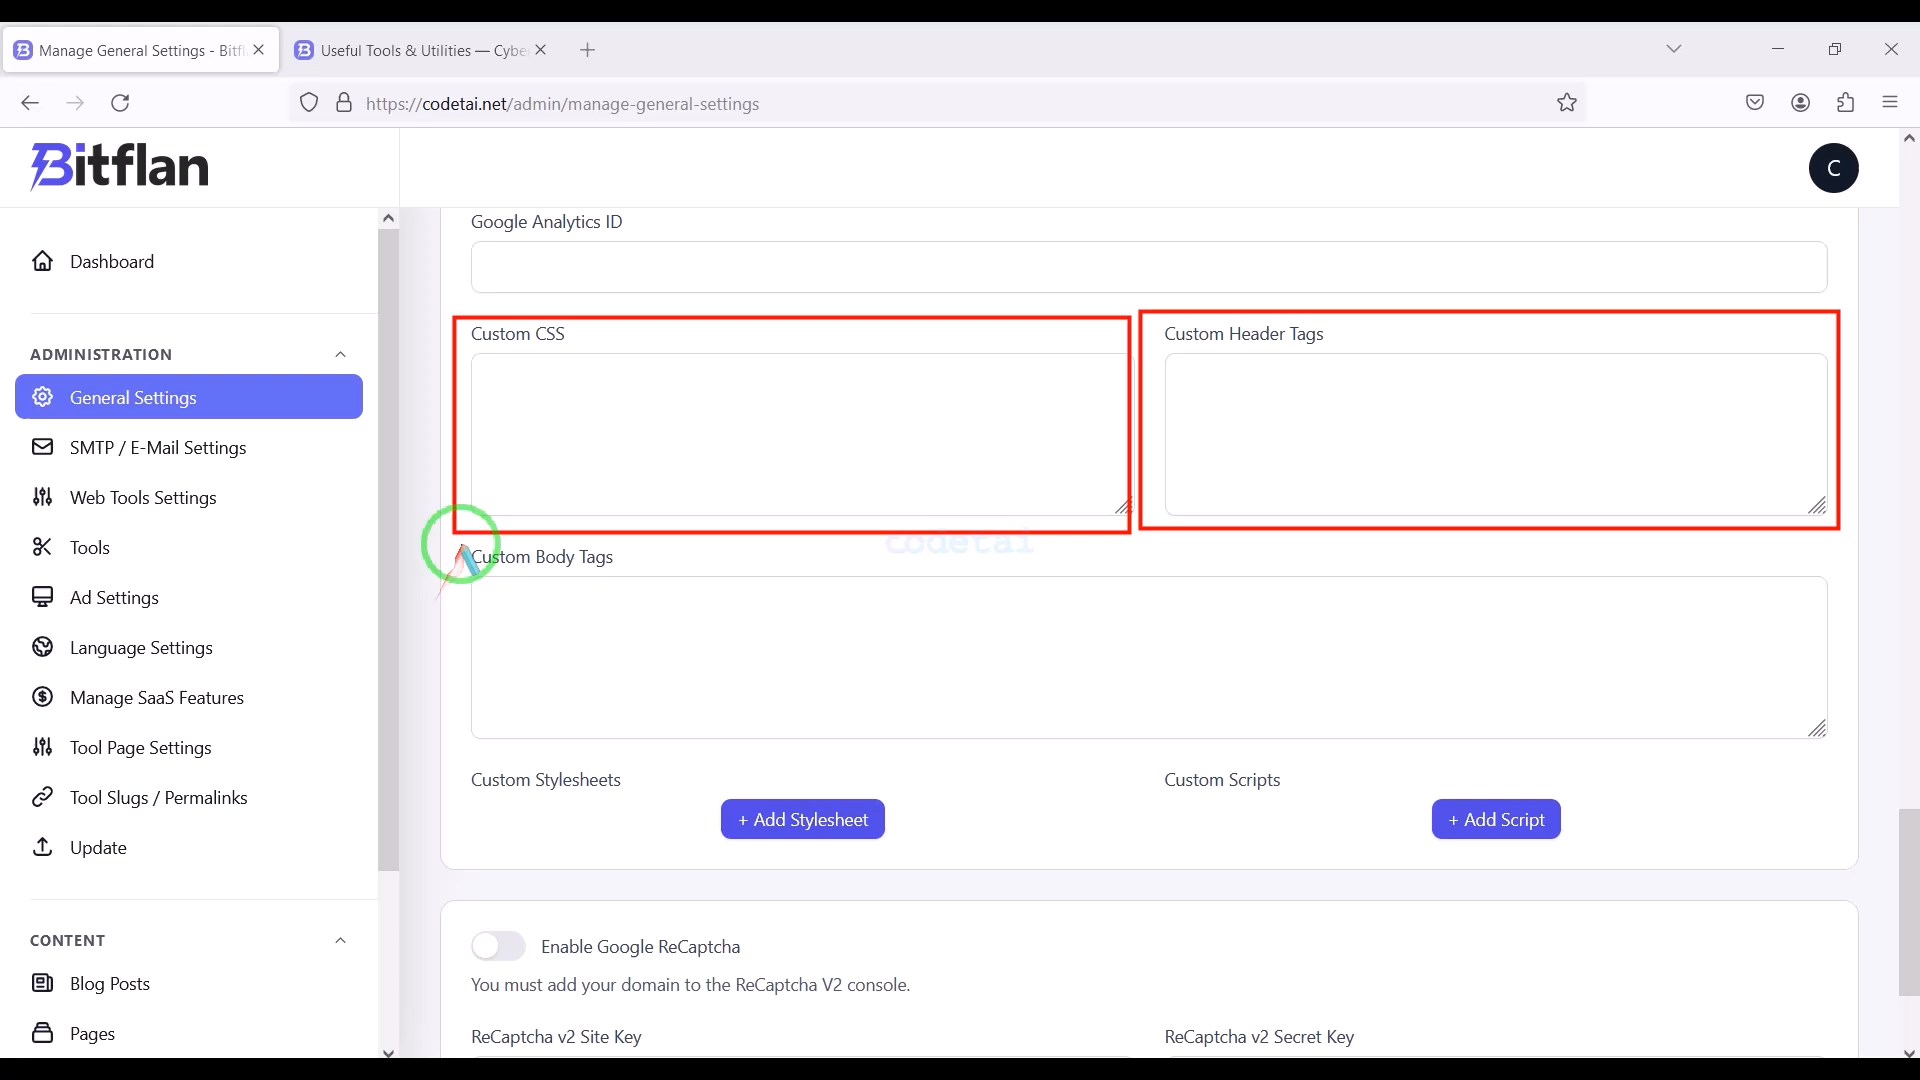 Manage General Settings - Bitfl
Useful Tools & Utilities — Cybe
https://codetai.net/admin/manage-general-settings
Bitflan
C
Dashboard
ADMINISTRATION
General Settings
SMTP / E-Mail Settings
Web Tools Settings
Tools
Ad Settings
Language Settings
Manage SaaS Features
Tool Page Settings
Tool Slugs / Permalinks
Update
CONTENT
Blog Posts
Pages
Google Analytics ID
Custom CSS
Custom Header Tags
codetai
Custom Body Tags
Custom Stylesheets
Custom Scripts
+ Add Stylesheet
+ Add Script
Enable Google ReCaptcha
You must add your domain to the ReCaptcha V2 console.
ReCaptcha v2 Site Key
ReCaptcha v2 Secret Key